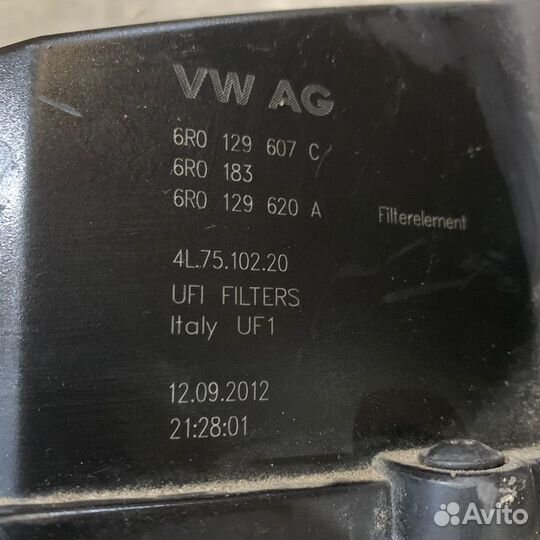 VW AG
6R0 129 607 C
6R0 183
6R0 129 620 A Filterelement
4L.75.102.20
UFI FILTERS
Italy UF1
12.09.2012
21:28:01
Avito